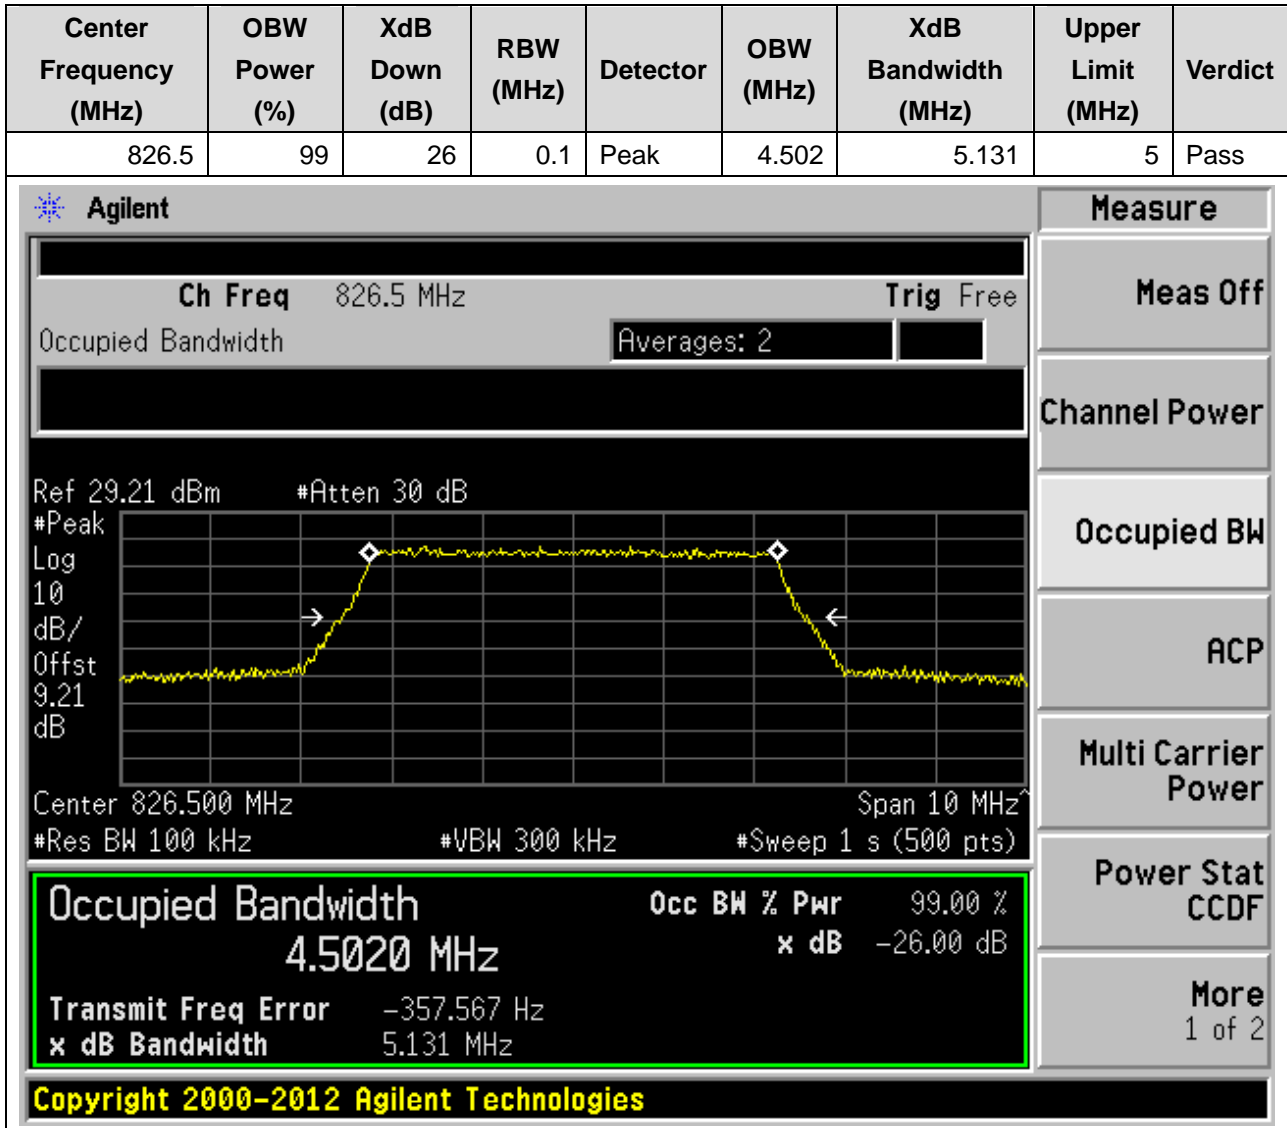 Center Frequency (MHz) OBW Power (%) XdB Down (dB) RBW (MHz) Detector OBW (MHz) XdB Bandwidth (MHz) Upper Limit (MHz) Verdict
826.5 99 26 0.1 Peak 4.502 5.131 5 Pass
Agilent
Measure
Ch Freq 826.5 MHz Trig Free
Meas Off
Occupied Bandwidth Averages: 2
Channel Power
Ref 29.21 dBm #Atten 30 dB
#Peak
Log
10
dB/
Offst
9.21
dB
Occupied BW
ACP
Multi Carrier
Power
Center 826.500 MHz Span 10 MHz^
#Res BW 100 kHz #VBW 300 kHz #Sweep 1 s (500 pts)
Power Stat
CCDF
Occupied Bandwidth Occ BW % Pwr 99.00 %
4.5020 MHz x dB -26.00 dB
Transmit Freq Error -357.567 Hz
x dB Bandwidth 5.131 MHz
More
1 of 2
Copyright 2000-2012 Agilent Technologies